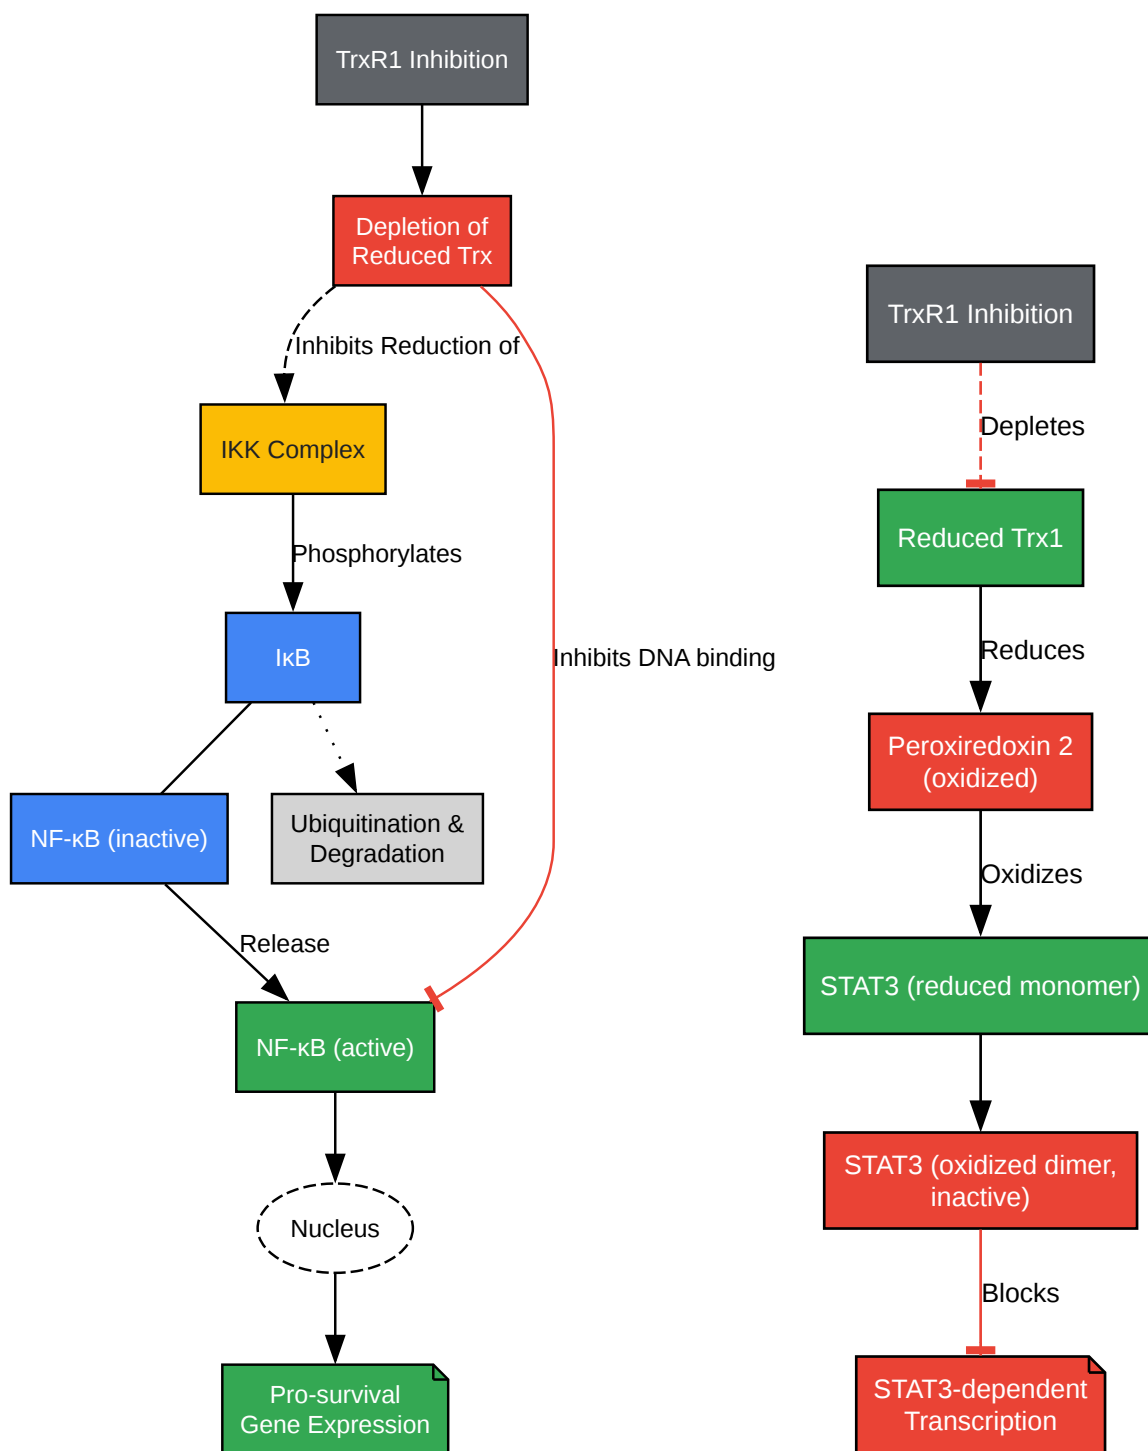 TrxR1 Inhibition
Depletion of
Reduced Trx
Inhibits Reduction of
IKK Complex
Phosphorylates
IκB
Inhibits DNA binding
NF-κB (inactive)
Ubiquitination &
Degradation
Release
NF-κB (active)
Nucleus
Pro-survival
Gene Expression
TrxR1 Inhibition
Depletes
Reduced Trx1
Reduces
Peroxiredoxin 2
(oxidized)
Oxidizes
STAT3 (reduced monomer)
STAT3 (oxidized dimer,
inactive)
Blocks
STAT3-dependent
Transcription